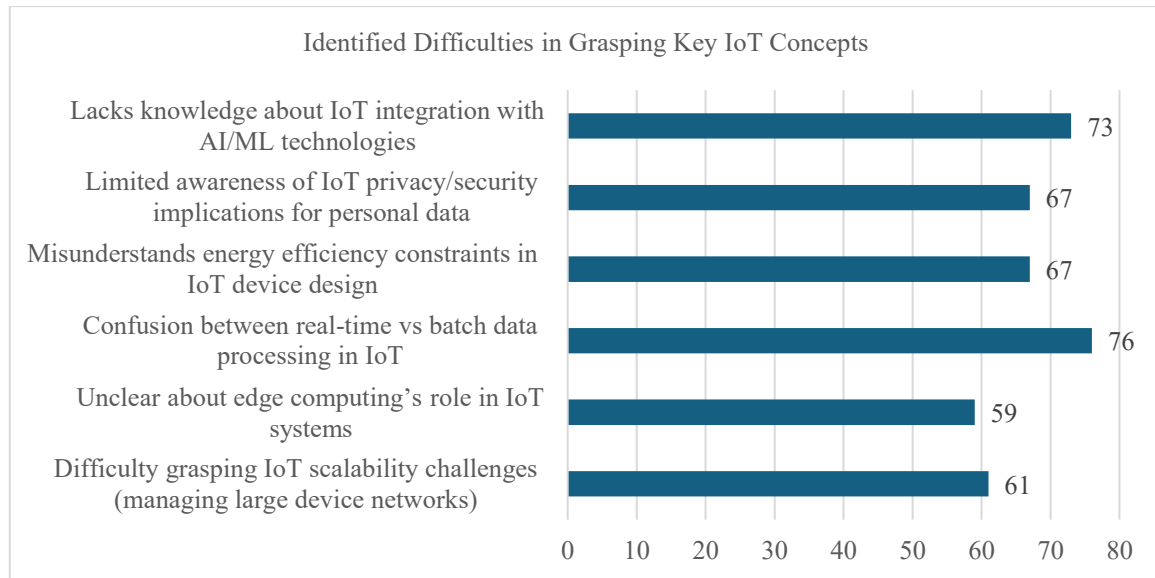 Identified Difficulties in Grasping Key IoT Concepts
Lacks knowledge about IoT integration with
AI/ML technologies
73
Limited awareness of IoT privacy/security
implications for personal data
67
Misunderstands energy efficiency constraints in
IoT device design
67
Confusion between real-time vs batch data
processing in IoT
76
Unclear about edge computing’s role in IoT
systems
59
Difficulty grasping IoT scalability challenges
(managing large device networks)
61
0 10 20 30 40 50 60 70 80